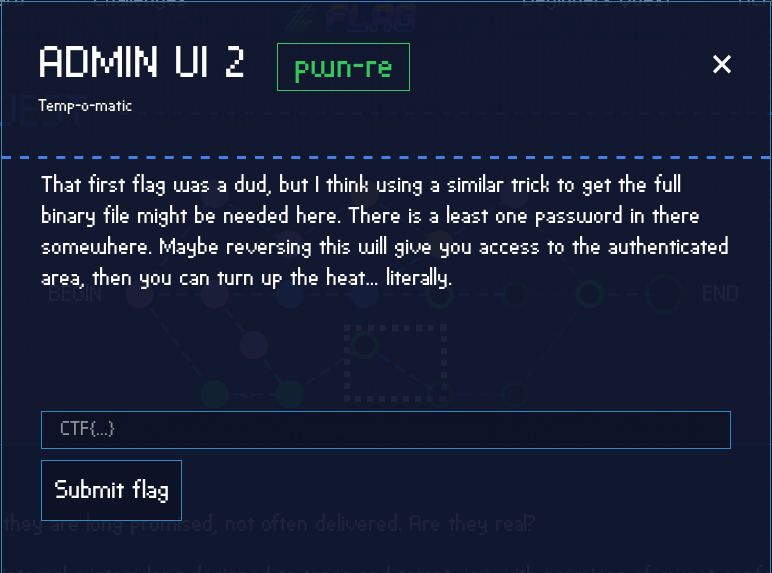 ADMIN UI 2
pwn-re
Temp-o-matic
That first flag was a dud, but I think using a similar trick to get the full
binary file might be needed here. There is a least one password in there
somewhere. Maybe reversing this will give you access to the authenticated
area, then you can turn up the heat... literally.
BEGIN
END
CTF{...}
Submit flag
they are long promised, not often delivered. Are they real?